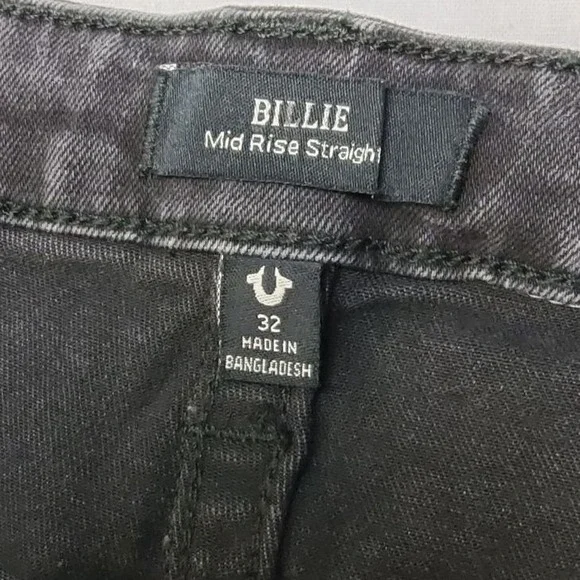 BILLIE
Mid Rise Straight
32
MADE IN
BANGLADESH